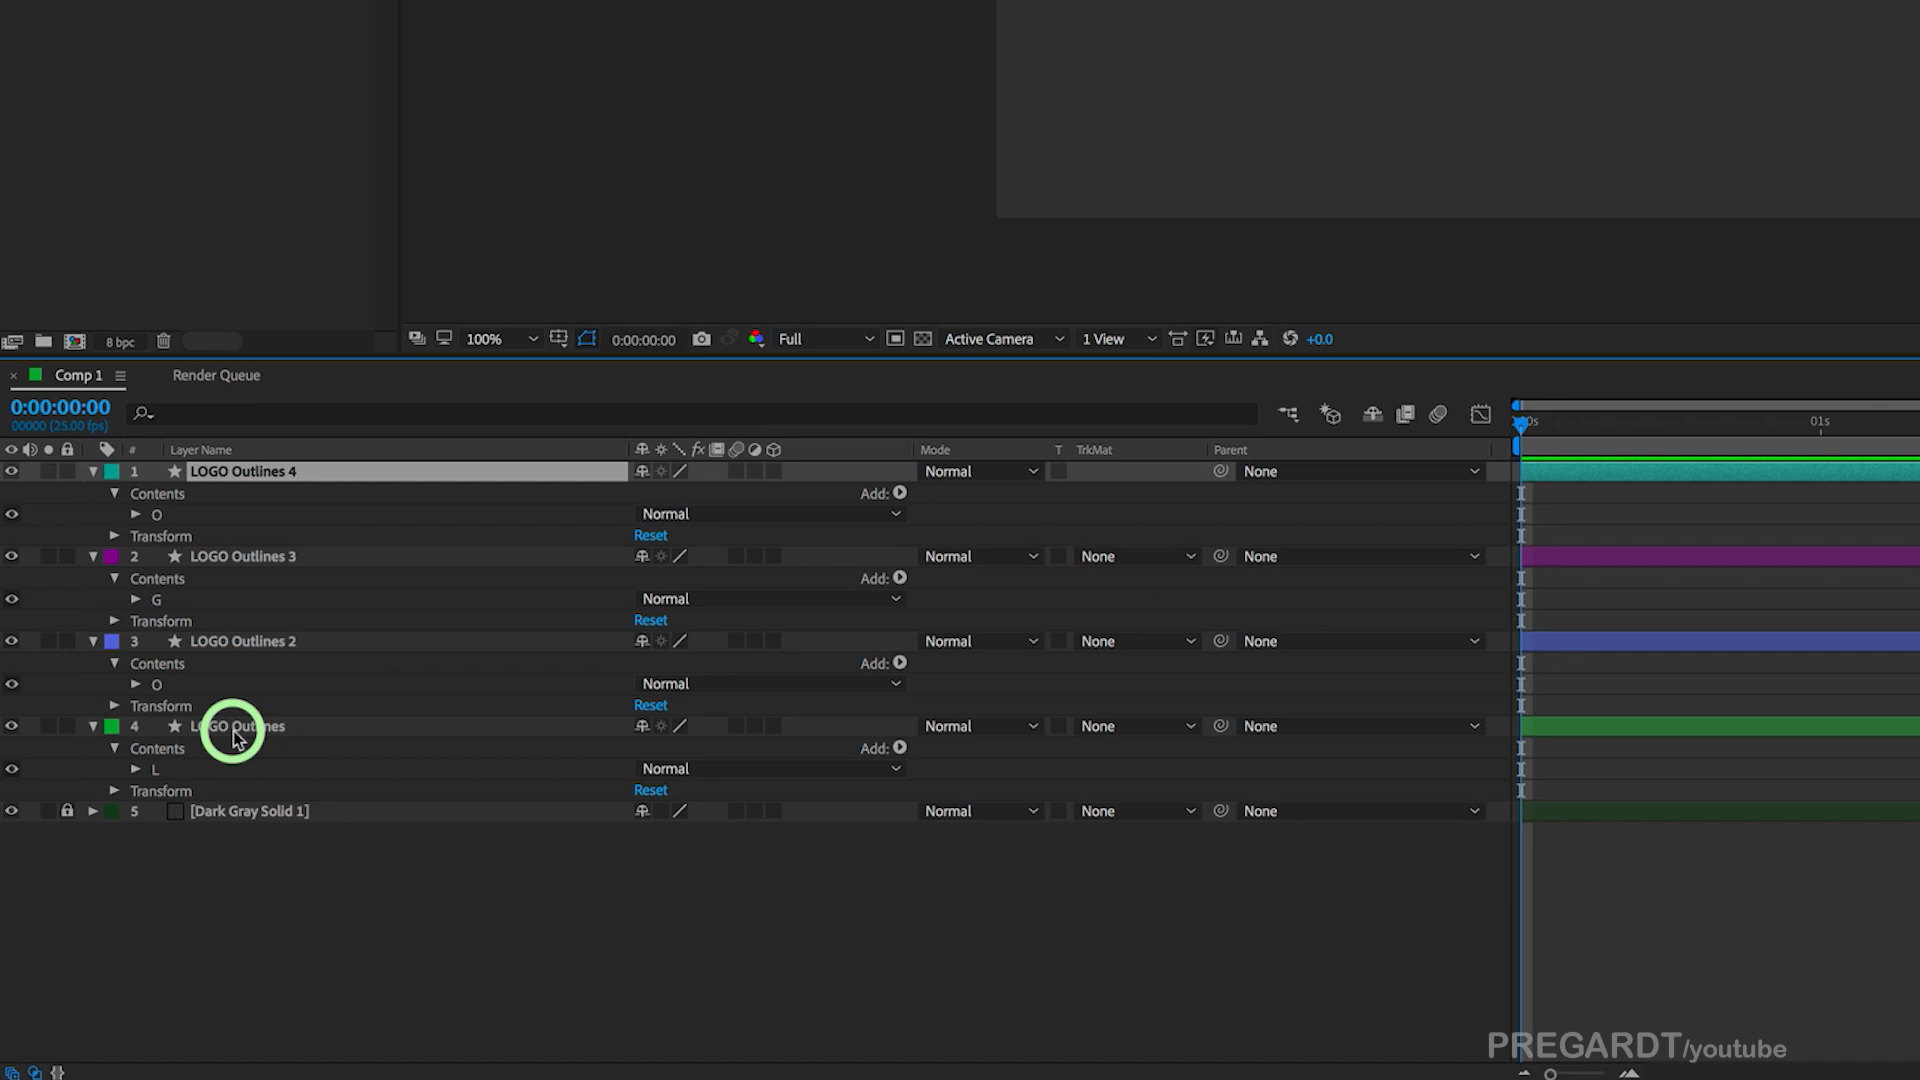 8 bpc
100% 0:00:00:00 Full Active Camera 1 View +0.0
× Comp 1 Render Queue
0:00:00:00
00000 (25.00 fps)
01s
# Layer Name fx Mode T TrkMat Parent
1 LOGO Outlines 4 Normal None
Contents Add:
O Normal
Transform Reset
2 LOGO Outlines 3 Normal None None
Contents Add:
G Normal
Transform Reset
3 LOGO Outlines 2 Normal None None
Contents Add:
O Normal
Transform Reset
4 LOGO Outlines Normal None None
Contents Add:
L Normal
Transform Reset
5 [Dark Gray Solid 1] Normal None None
PREGARDT/youtube